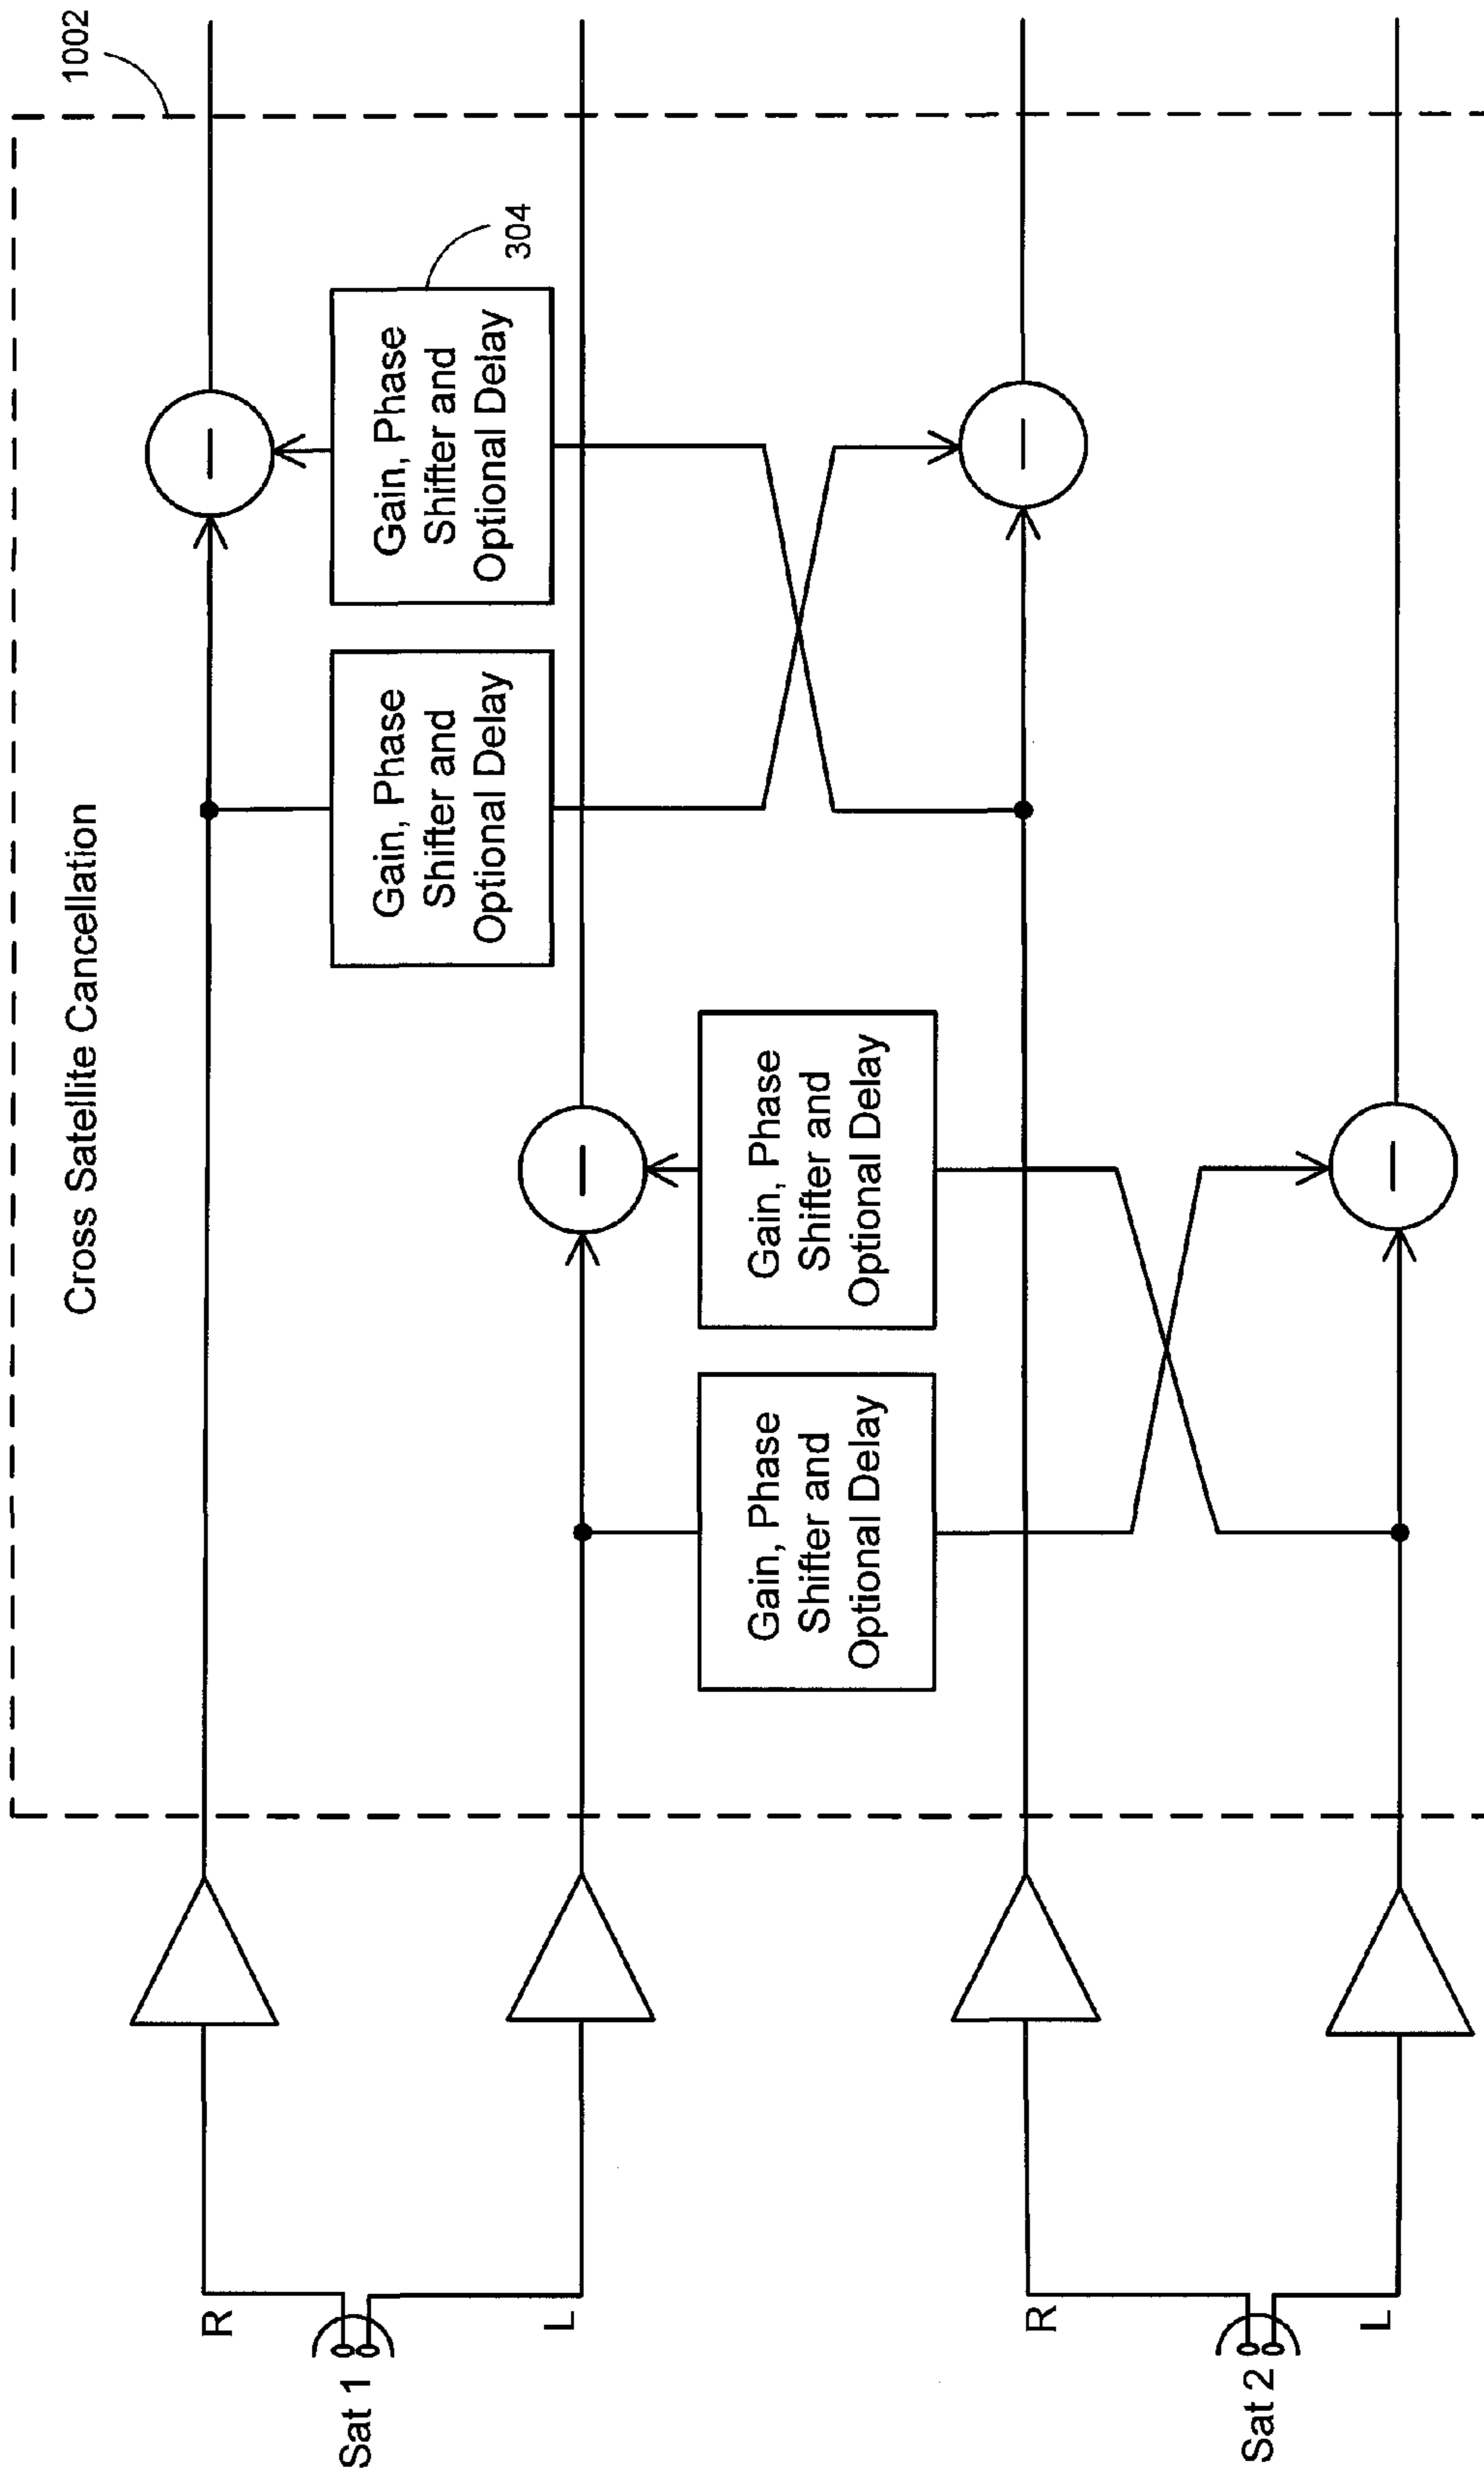 Cross Satellite Cancellation
1002
Sat 1
R
L
Gain, Phase
Shifter and
Optional Delay
Gain, Phase
Shifter and
Optional Delay
304
Gain, Phase
Shifter and
Optional Delay
Gain, Phase
Shifter and
Optional Delay
Sat 2
R
L